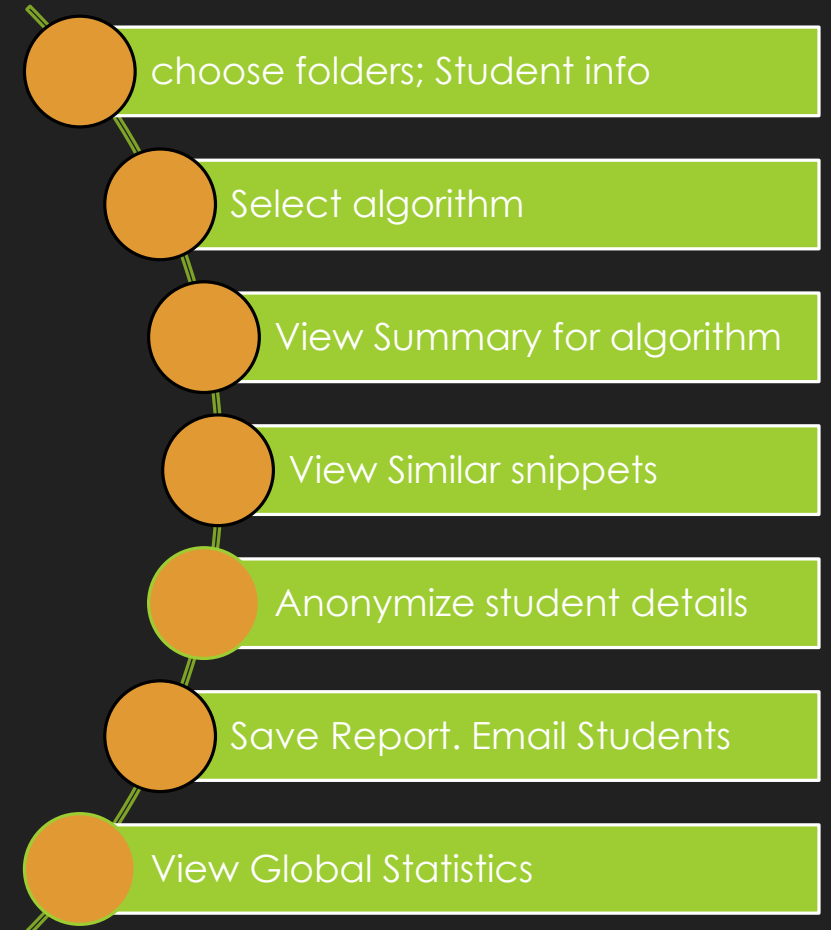 choose folders; Student info
Select algorithm
View Summary for algorithm
View Similar snippets
Anonymize student details
Save Report. Email Students
View Global Statistics